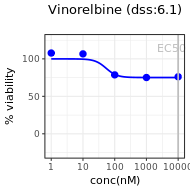 Vinorelbine (dss:6.1)
EC50
100
50
0
% viability
1 10 100 1000 10000
conc(nM)